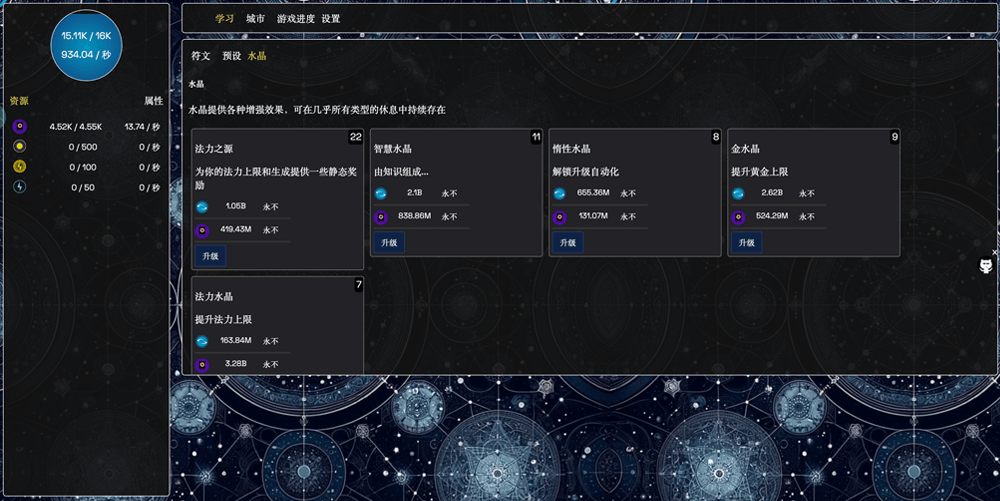 15.11K / 16K
934.04 / 秒
资源 属性
4.52K / 4.55K 13.74 / 秒
0 / 500 0 / 秒
0 / 100 0 / 秒
0 / 50 0 / 秒
学习 城市 游戏进度 设置
符文 预设 水晶
水晶
水晶提供各种增强效果，可在几乎所有类型的休息中持续存在
22
法力之源
为你的法力上限和生成提供一些静态奖
励
1.05B 永不
419.43M 永不
升级
11
智慧水晶
由知识组成...
2.1B 永不
838.86M 永不
升级
8
惰性水晶
解锁升级自动化
655.36M 永不
131.07M 永不
升级
9
金水晶
提升黄金上限
2.62B 永不
524.29M 永不
升级
7
法力水晶
提升法力上限
163.84M 永不
3.28B 永不